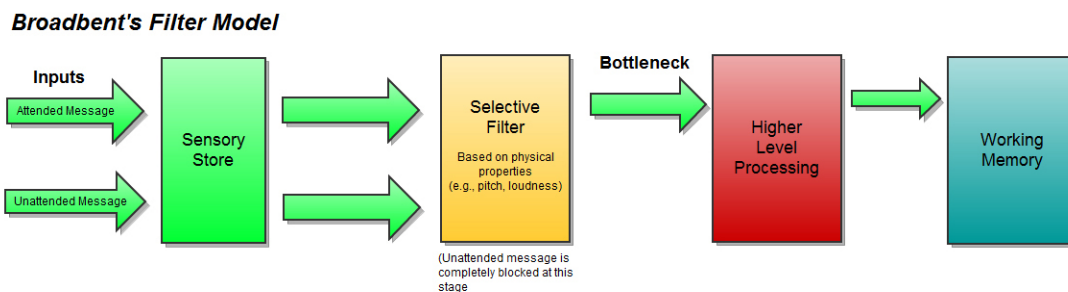 Broadbent's Filter Model
Inputs
Attended Message
Unattended Message
Sensory
Store
Selective
Filter
Based on physical
properties
(e.g., pitch, loudness)
(Unattended message is
completely blocked at this
stage
Bottleneck
Higher
Level
Processing
Working
Memory